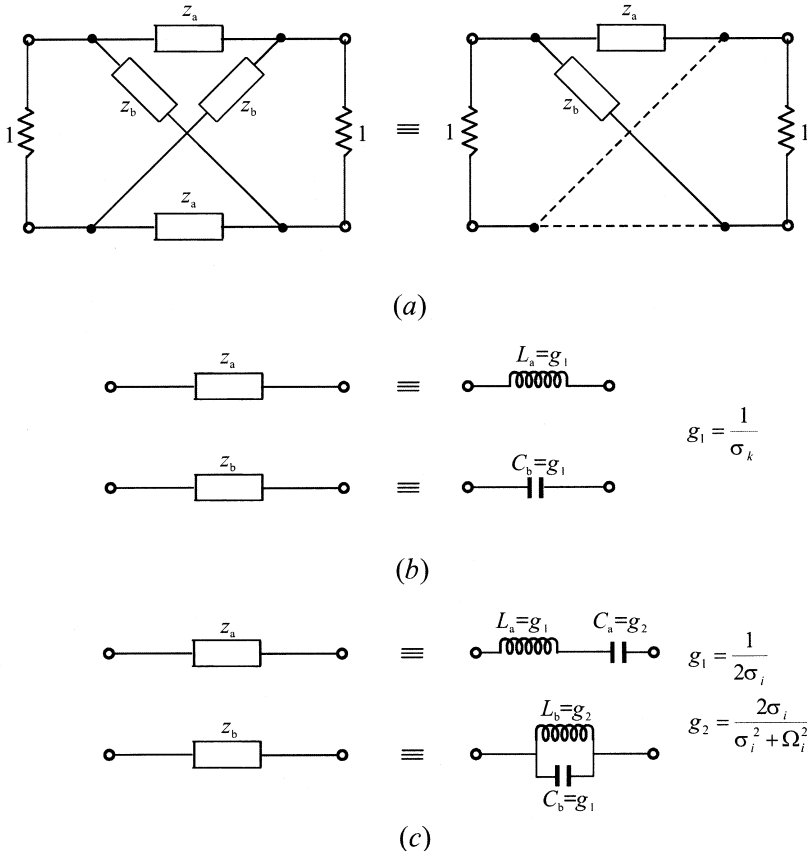 z_a
z_b z_b
1 1
z_a
≡
z_a
z_b
1 1
(a)
z_a ≡ L_a=g_1
z_b ≡ C_b=g_1
g_1 = 1/σ_k
(b)
z_a ≡ L_a=g_1 C_a=g_2
g_1 = 1/2σ_i
z_b ≡ L_b=g_2
C_b=g_1
g_2 = 2σ_i/σ_i^2+Ω_i^2
(c)